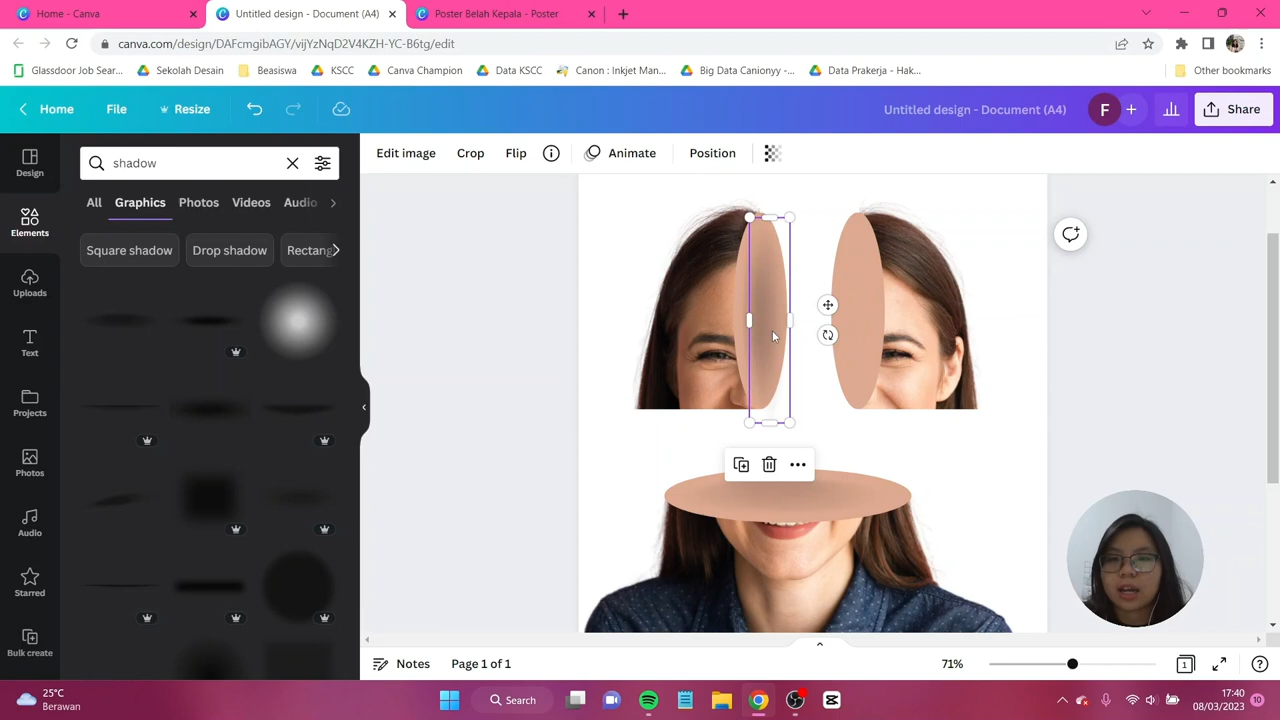 Home - Canva
Untitled design - Document (A4)
Poster Belah Kepala - Poster
canva.com/design/DAFcmgibAGY/vijYzNqD2V4KZH-YC-B6tg/edit
Glassdoor Job Sear...
Sekolah Desain
Beasiswa
KSCC
Canva Champion
Data KSCC
Canon : Inkjet Man...
Big Data Canionyy -...
Data Prakerja - Hak...
Other bookmarks
Home
File
Resize
Untitled design - Document (A4)
F
Share
Design
Elements
Uploads
Text
Projects
Photos
Audio
Starred
Bulk create
shadow
All
Graphics
Photos
Videos
Audio
Square shadow
Drop shadow
Rectang
Edit image
Crop
Flip
Animate
Position
Notes
Page 1 of 1
71%
1
25°C
Berawan
Search
17:40
08/03/2023
10